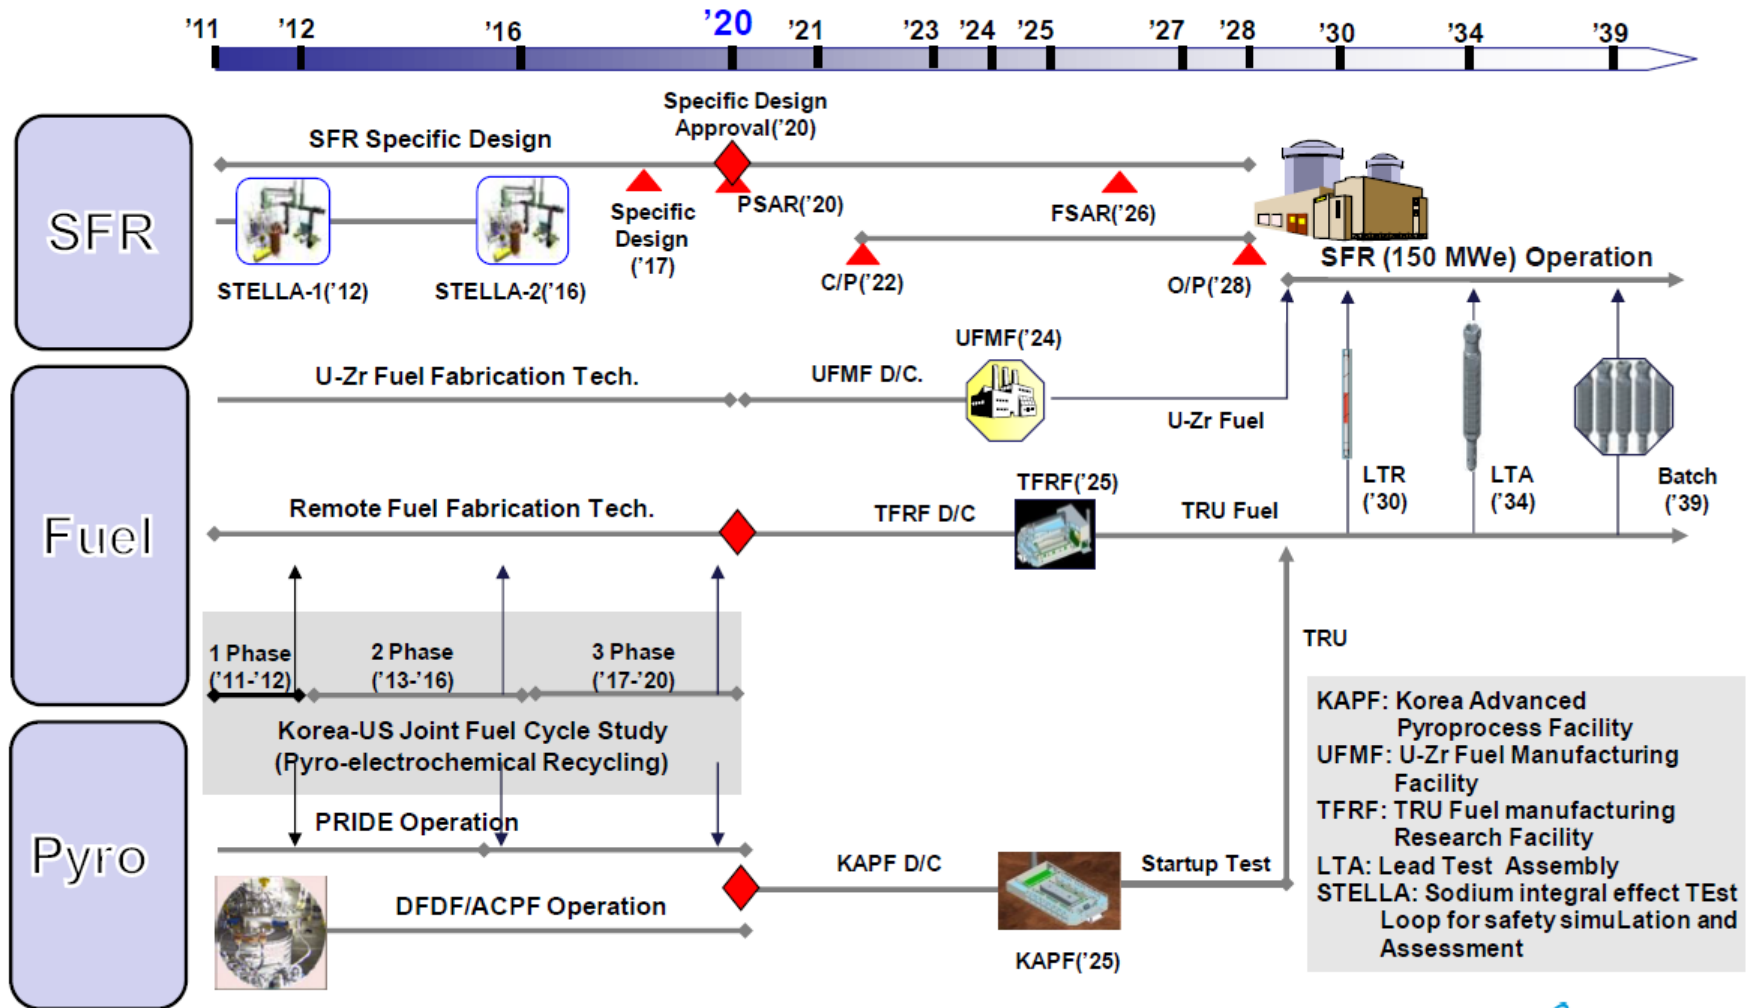 ’11 ’12 ’16 ’20 ’21 ’23 ’24 ’25 ’27 ’28 ’30 ’34 ’39
SFR
SFR Specific Design
Specific Design
Approval(’20)
STELLA-1(’12)
STELLA-2(’16)
Specific
Design
(’17)
PSAR(’20)
C/P(’22)
FSAR(’26)
O/P(’28)
SFR (150 MWe) Operation
Fuel
U-Zr Fuel Fabrication Tech.
UFMF D/C.
UFMF(’24)
U-Zr Fuel
Remote Fuel Fabrication Tech.
TFRF D/C
TFRF(’25)
TRU Fuel
LTR
(’30)
LTA
(’34)
Batch
(’39)
1 Phase
(’11-’12)
2 Phase
(’13-’16)
3 Phase
(’17-’20)
Korea-US Joint Fuel Cycle Study
(Pyro-electrochemical Recycling)
TRU
Pyro
PRIDE Operation
DFDF/ACPF Operation
KAPF D/C
KAPF(’25)
Startup Test
KAPF: Korea Advanced
Pyroprocess Facility
UFMF: U-Zr Fuel Manufacturing
Facility
TFRF: TRU Fuel manufacturing
Research Facility
LTA: Lead Test Assembly
STELLA: Sodium integral effect TEst
Loop for safety simuLation and
Assessment